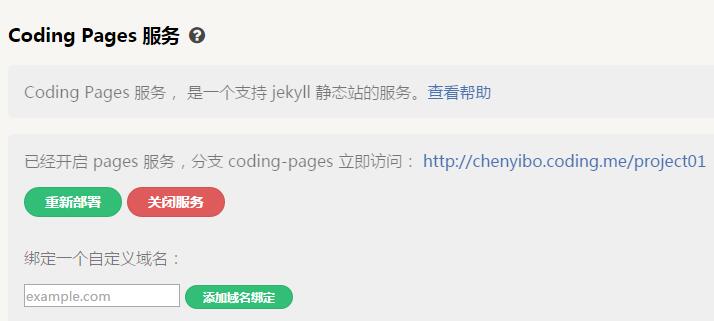 Coding Pages 服务 ?
Coding Pages 服务， 是一个支持 jekyll 静态站的服务。查看帮助
已经开启 pages 服务，分支 coding-pages 立即访问： http://chenyibo.coding.me/project01
重新部署 关闭服务
绑定一个自定义域名：
example.com 添加域名绑定